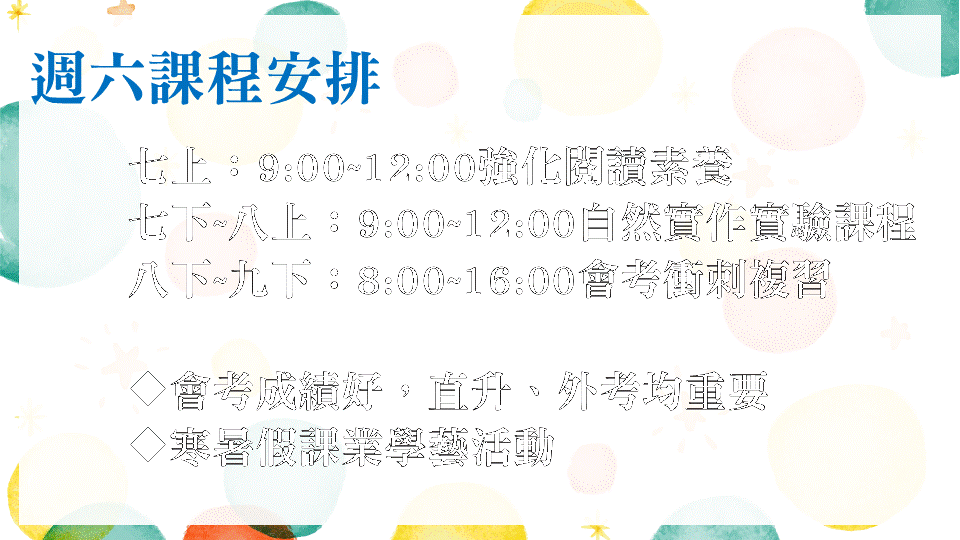 週六課程安排
七上：9:00~12:00強化閱讀素養
七下~八上：9:00~12:00自然實作實驗課程
八下~九下：8:00~16:00會考衝刺複習
◇會考成績好，直升、外考均重要
◇寒暑假課業學藝活動